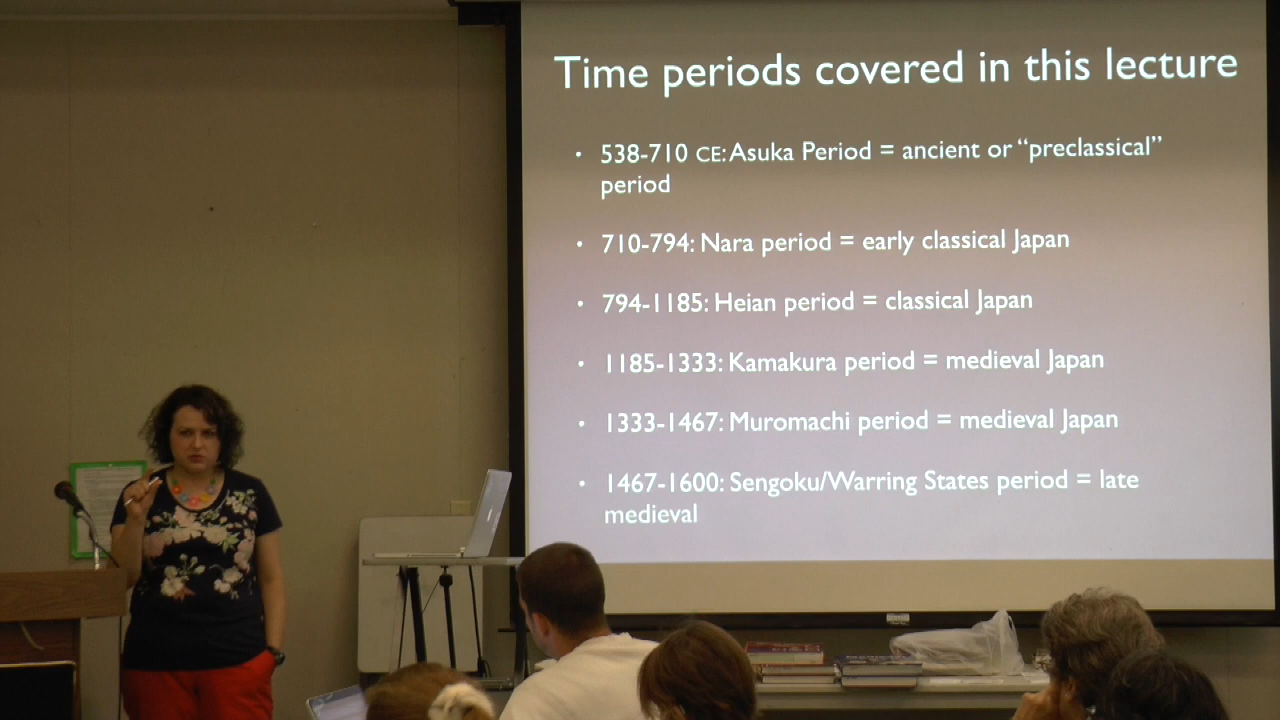 Time periods covered in this lecture
• 538-710 CE: Asuka Period = ancient or “preclassical”
period
• 710-794: Nara period = early classical Japan
• 794-1185: Heian period = classical Japan
• 1185-1333: Kamakura period = medieval Japan
• 1333-1467: Muromachi period = medieval Japan
• 1467-1600: Sengoku/Warring States period = late
medieval